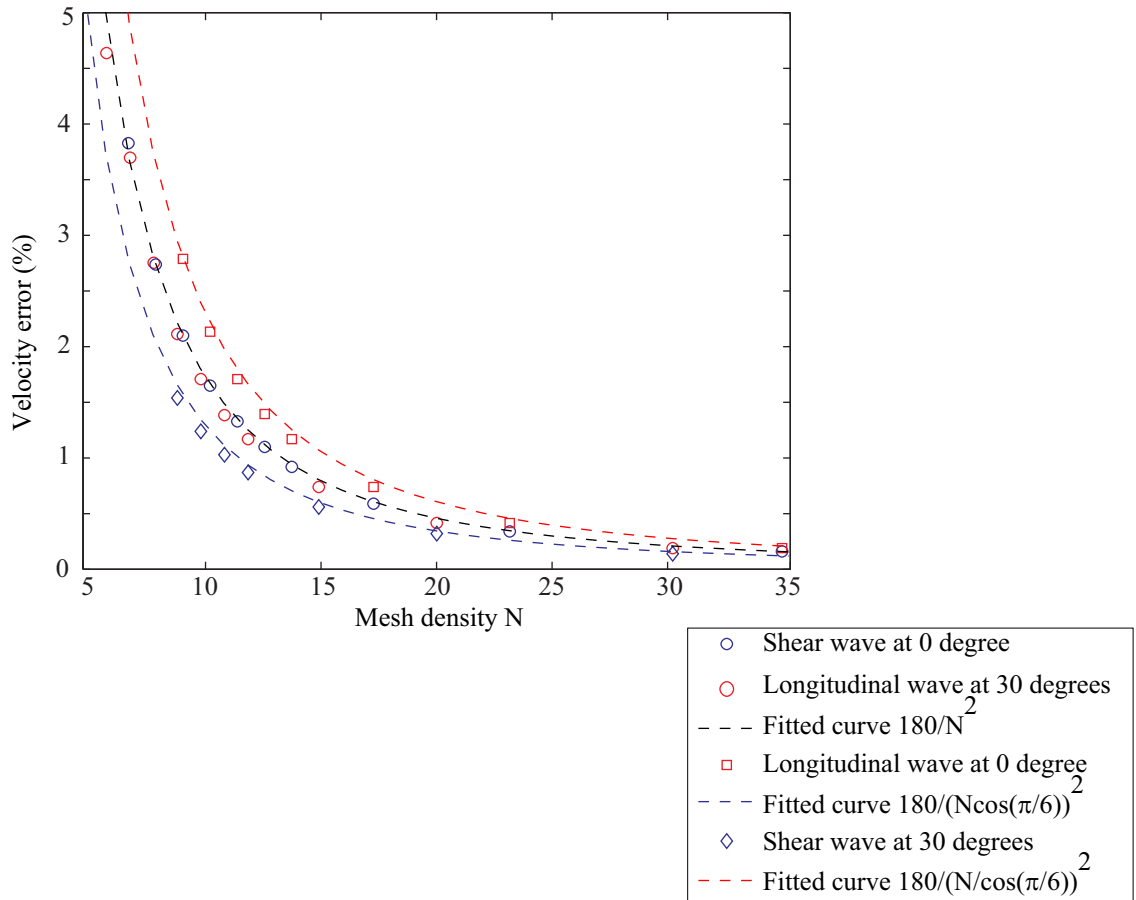 5
4
3
2
1
0
Velocity error (%)
5 10 15 20 25 30 35
Mesh density N
Shear wave at 0 degree
Longitudinal wave at 30 degrees
Fitted curve 180/N²
Longitudinal wave at 0 degree
Fitted curve 180/(Ncos(π/6))²
Shear wave at 30 degrees
Fitted curve 180/(N/cos(π/6))²